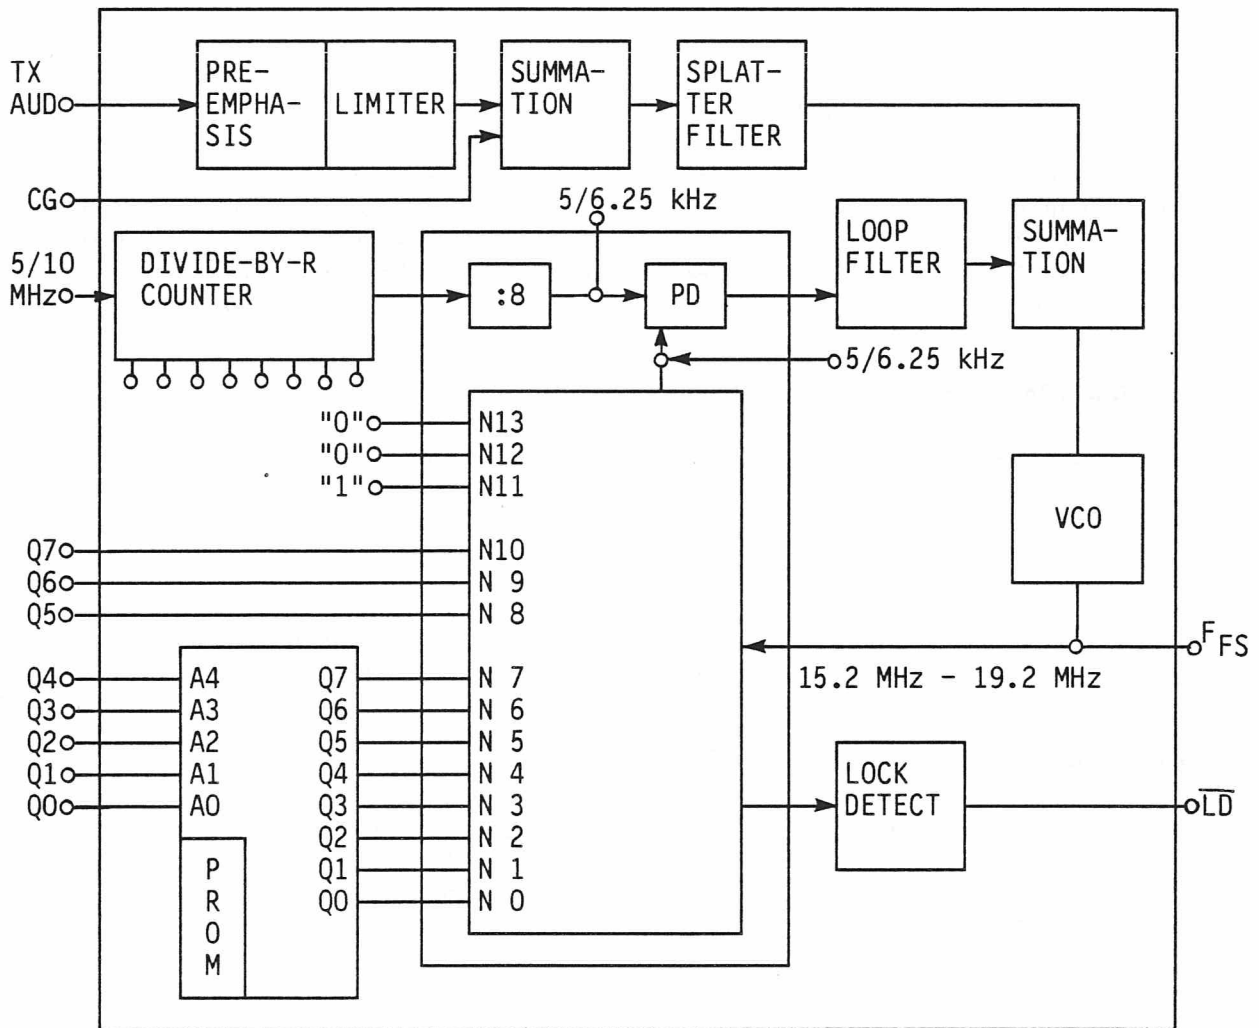 TX
AUD
PRE-
EMPHA-
SIS
LIMITER
SUMMA-
TION
SPLAT-
TER
FILTER
CG
5/6.25 kHz
5/10
MHz
DIVIDE-BY-R
COUNTER
:8
PD
LOOP
FILTER
SUMMA-
TION
5/6.25 kHz
"0" N13
"0" N12
"1" N11
VCO
Q7 N10
Q6 N 9
Q5 N 8
FFS
15.2 MHz - 19.2 MHz
Q4 A4 Q7 N 7
Q3 A3 Q6 N 6
Q2 A2 Q5 N 5
Q1 A1 Q4 N 4
Q0 A0 Q3 N 3
Q2 N 2
Q1 N 1
Q0 N 0
PROM
LOCK
DETECT
L̅D̅